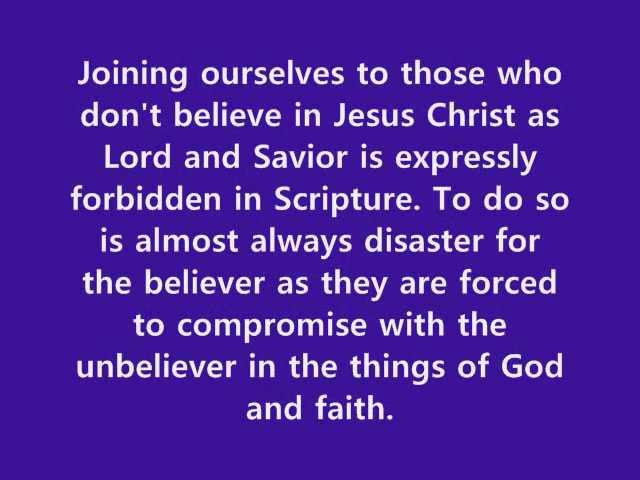 Joining ourselves to those who
don't believe in Jesus Christ as
Lord and Savior is expressly
forbidden in Scripture. To do so
is almost always disaster for
the believer as they are forced
to compromise with the
unbeliever in the things of God
and faith.